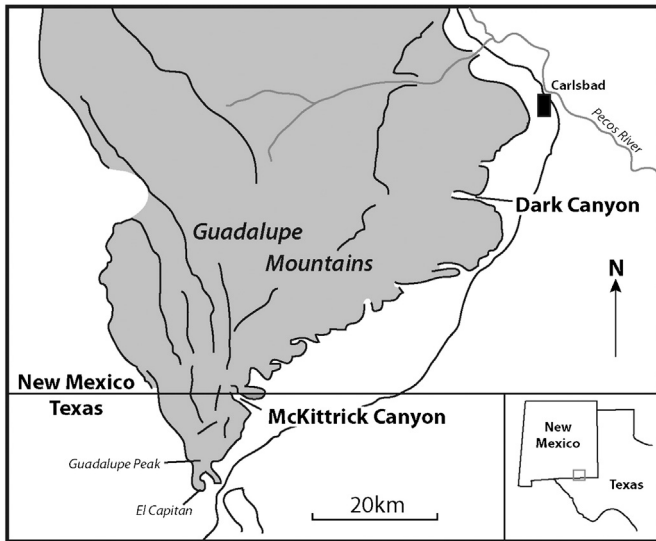 Carlsbad
Pecos River
Dark Canyon
Guadalupe
Mountains
N
New Mexico
Texas
McKittrick Canyon
Guadalupe Peak
El Capitan
20km
New
Mexico
Texas